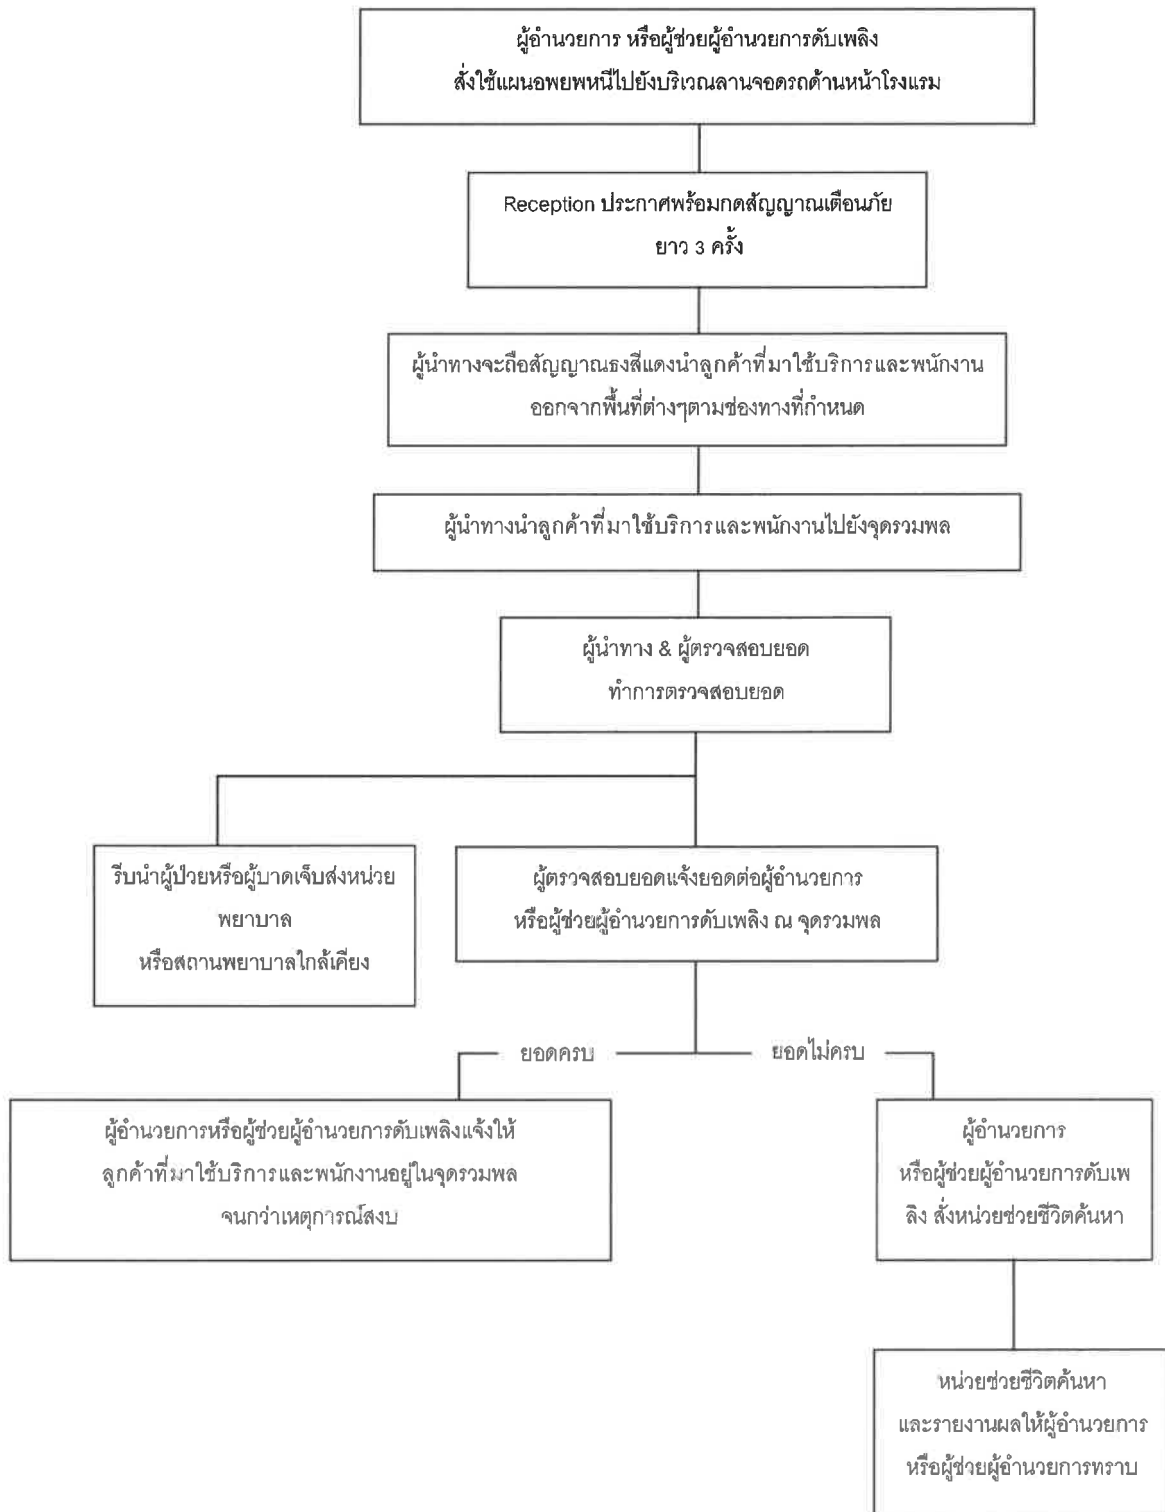 ผู้อำนวยการ หรือผู้ช่วยผู้อำนวยการดับเพลิง
สั่งใช้แผนอพยพหนีไปยังบริเวณลานจอดรถด้านหน้าโรงแรม
Reception ประกาศพร้อมกดสัญญาณเตือนภัย
ยาว 3 ครั้ง
ผู้นำทางจะถือสัญญาณธงสีแดงนำลูกค้าที่มาใช้บริการและพนักงาน
ออกจากพื้นที่ต่างๆตามช่องทางที่กำหนด
ผู้นำทางนำลูกค้าที่มาใช้บริการและพนักงานไปยังจุดรวมพล
ผู้นำทาง & ผู้ตรวจสอบยอด
ทำการตรวจสอบยอด
รีบนำผู้ป่วยหรือผู้บาดเจ็บส่งหน่วย
พยาบาล
หรือสถานพยาบาลใกล้เคียง
ผู้ตรวจสอบยอดแจ้งยอดต่อผู้อำนวยการ
หรือผู้ช่วยผู้อำนวยการดับเพลิง ณ จุดรวมพล
ยอดครบ
ยอดไม่ครบ
ผู้อำนวยการหรือผู้ช่วยผู้อำนวยการดับเพลิงแจ้งให้
ลูกค้าที่มาใช้บริการและพนักงานอยู่ในจุดรวมพล
จนกว่าเหตุการณ์สงบ
ผู้อำนวยการ
หรือผู้ช่วยผู้อำนวยการดับเพ
ลิง สั่งหน่วยช่วยชีวิตค้นหา
หน่วยช่วยชีวิตค้นหา
และรายงานผลให้ผู้อำนวยการ
หรือผู้ช่วยผู้อำนวยการทราบ